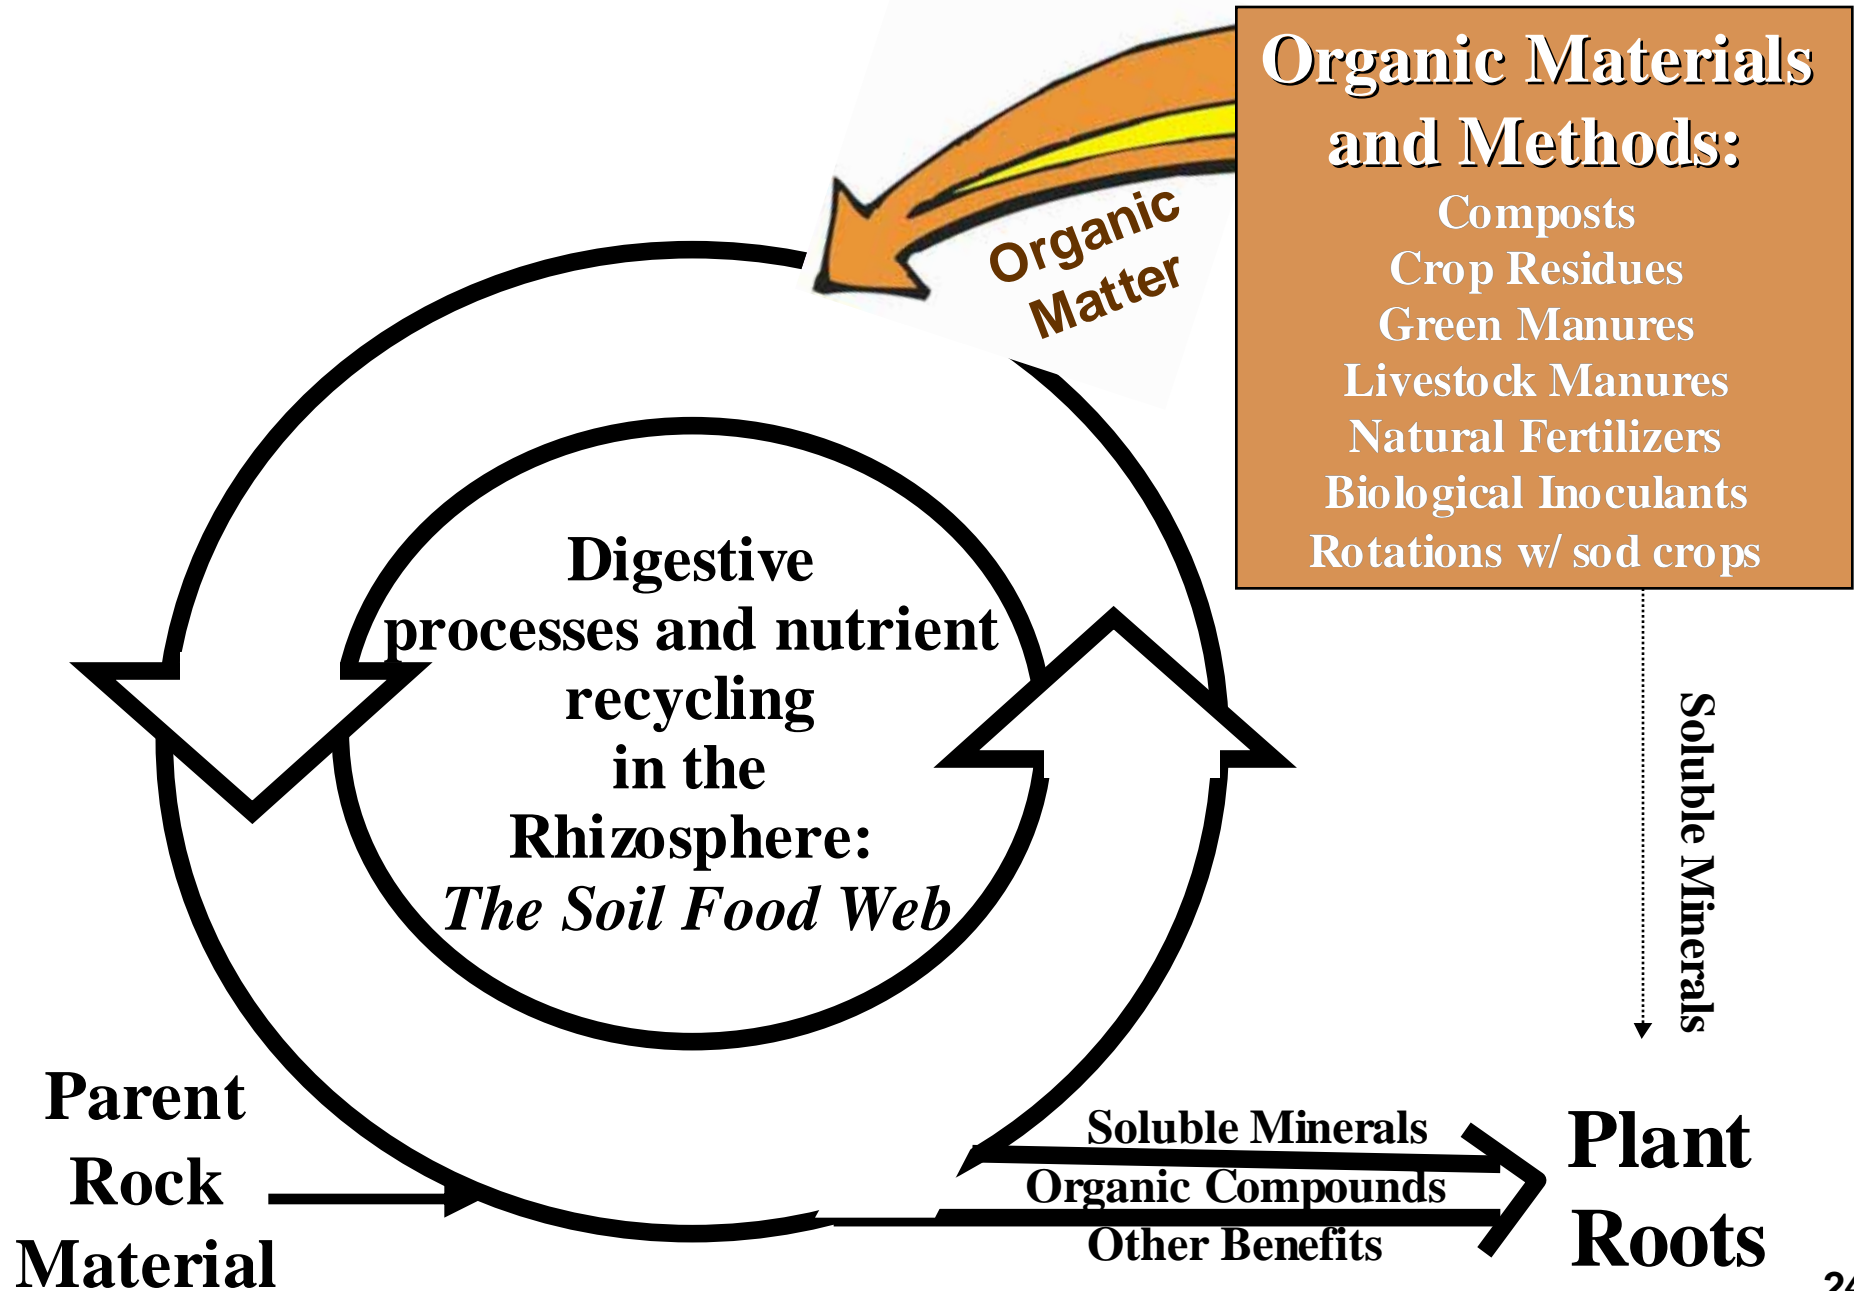 Organic Materials
and Methods:
Composts
Crop Residues
Green Manures
Livestock Manures
Natural Fertilizers
Biological Inoculants
Rotations w/ sod crops
Organic
Matter
Digestive
processes and nutrient
recycling
in the
Rhizosphere:
The Soil Food Web
Soluble Minerals
Parent
Rock
Material
Soluble Minerals
Organic Compounds
Other Benefits
Plant
Roots
24